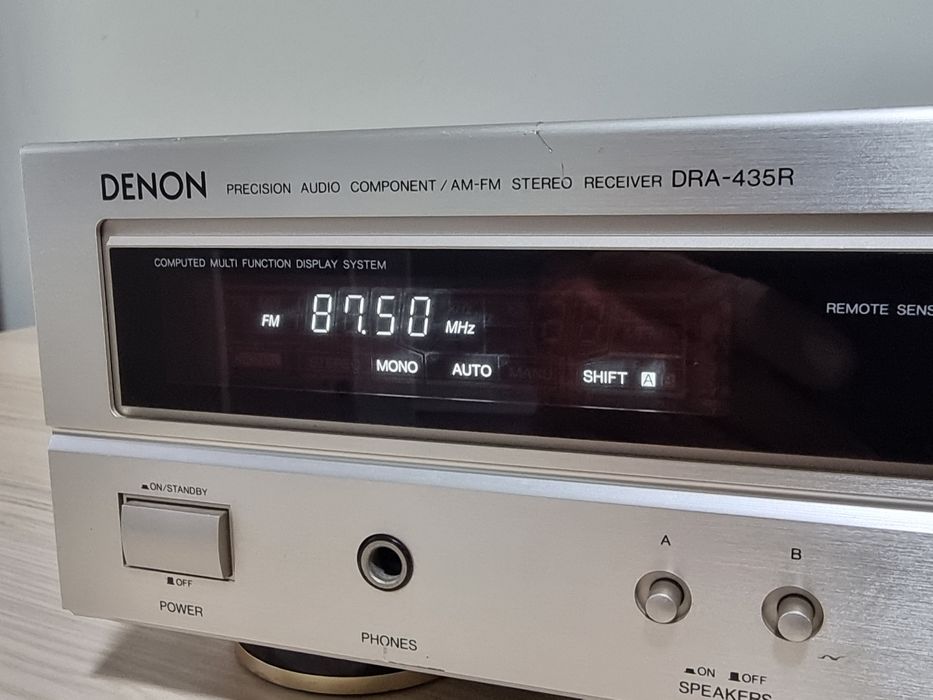 DENON PRECISION AUDIO COMPONENT / AM-FM STEREO RECEIVER DRA-435R
COMPUTED MULTI FUNCTION DISPLAY SYSTEM
REMOTE SENS
FM 87.50 MHz
MONO AUTO SHIFT A
ON/STANDBY
OFF
POWER
PHONES
A B
ON OFF
SPEAKERS